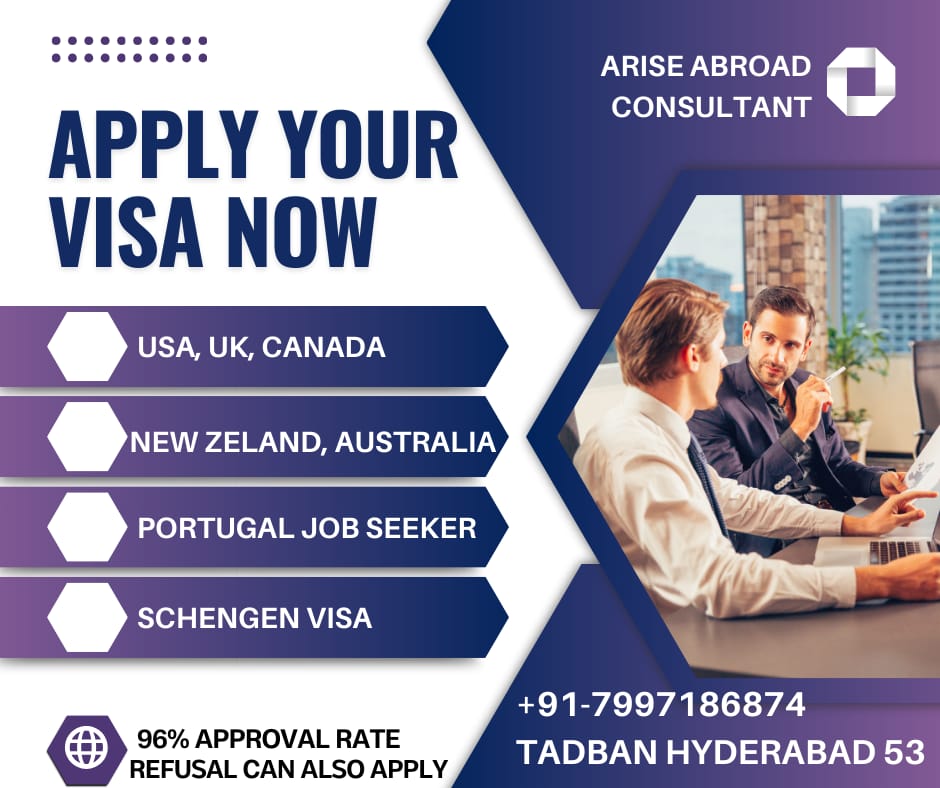 ARISE ABROAD
CONSULTANT
APPLY YOUR
VISA NOW
USA, UK, CANADA
NEW ZELAND, AUSTRALIA
PORTUGAL JOB SEEKER
SCHENGEN VISA
96% APPROVAL RATE
REFUSAL CAN ALSO APPLY
+91-7997186874
TADBAN HYDERABAD 53